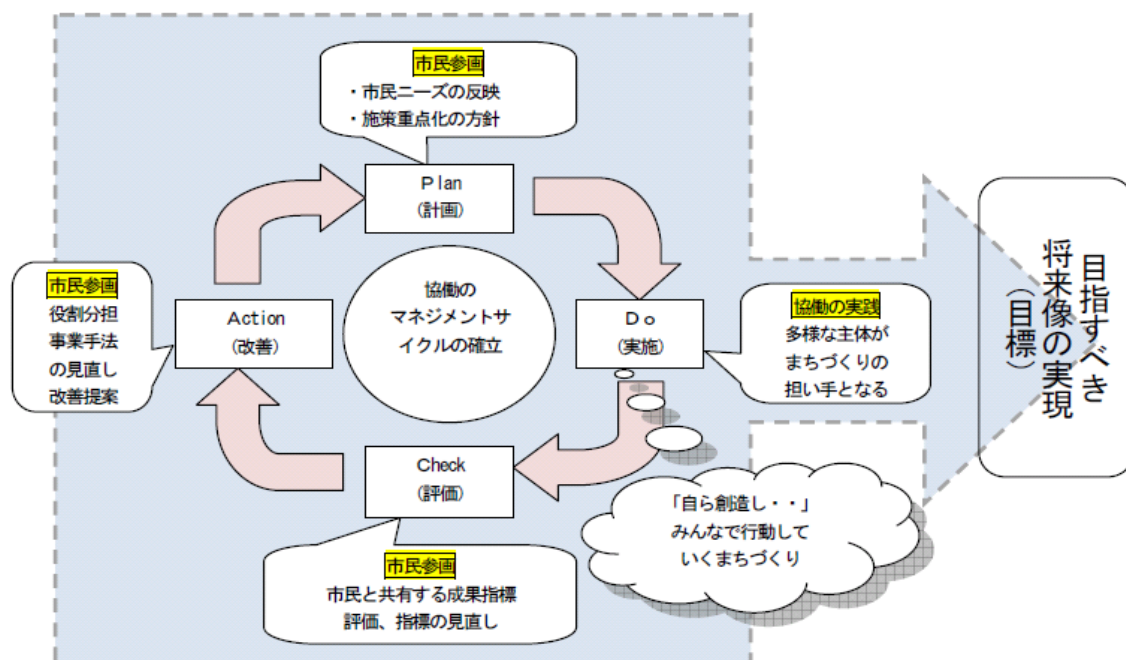 市民参画
・市民ニーズの反映
・施策重点化の方針
Plan
(計画)
市民参画
役割分担
事業手法
の見直し
改善提案
Action
(改善)
協働の
マネジメントサ
イクルの確立
Do
(実施)
協働の実践
多様な主体が
まちづくりの
担い手となる
目指すべき
将来像の実現
(目標)
Check
(評価)
「自ら創造し・・」
みんなで行動して
いくまちづくり
市民参画
市民と共有する成果指標
評価、指標の見直し